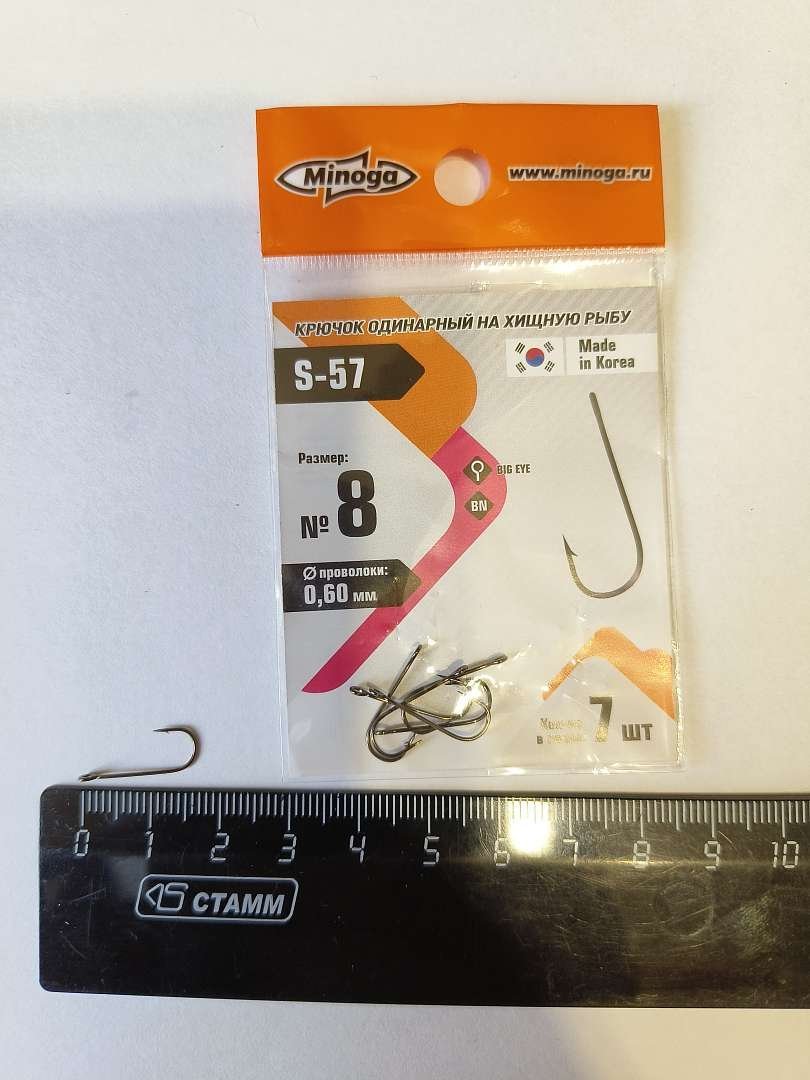 Minoga
www.minoga.ru
КРЮЧОК ОДИНАРНЫЙ НА ХИЩНУЮ РЫБУ
S-57
Made
in Korea
Размер:
№ 8
BIG EYE
BN
Ø проволоки:
0,60 мм
в
7 шт
0 1 2 3 4 5 6 7 8 9 10
СТАММ